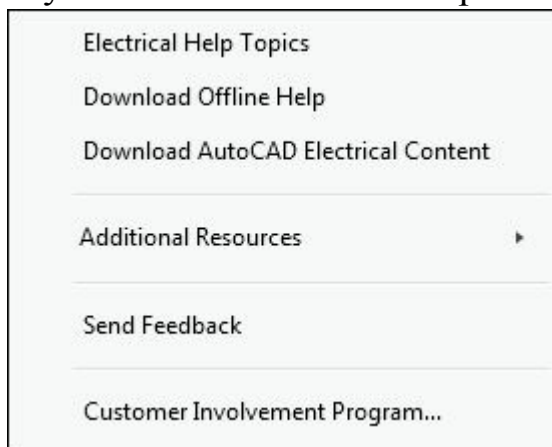 Electrical Help Topics
Download Offline Help
Download AutoCAD Electrical Content
Additional Resources
Send Feedback
Customer Involvement Program...